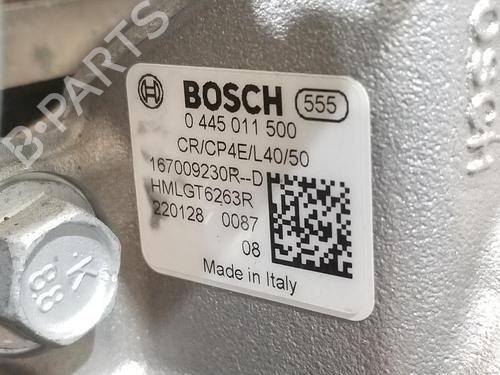 B-PARTS
BOSCH 555
0 445 011 500
CR/CP4E/L40/50
167009230R--D
HMLGT6263R
220128 0087
08
Made in Italy
K
8.8
B-PARTS